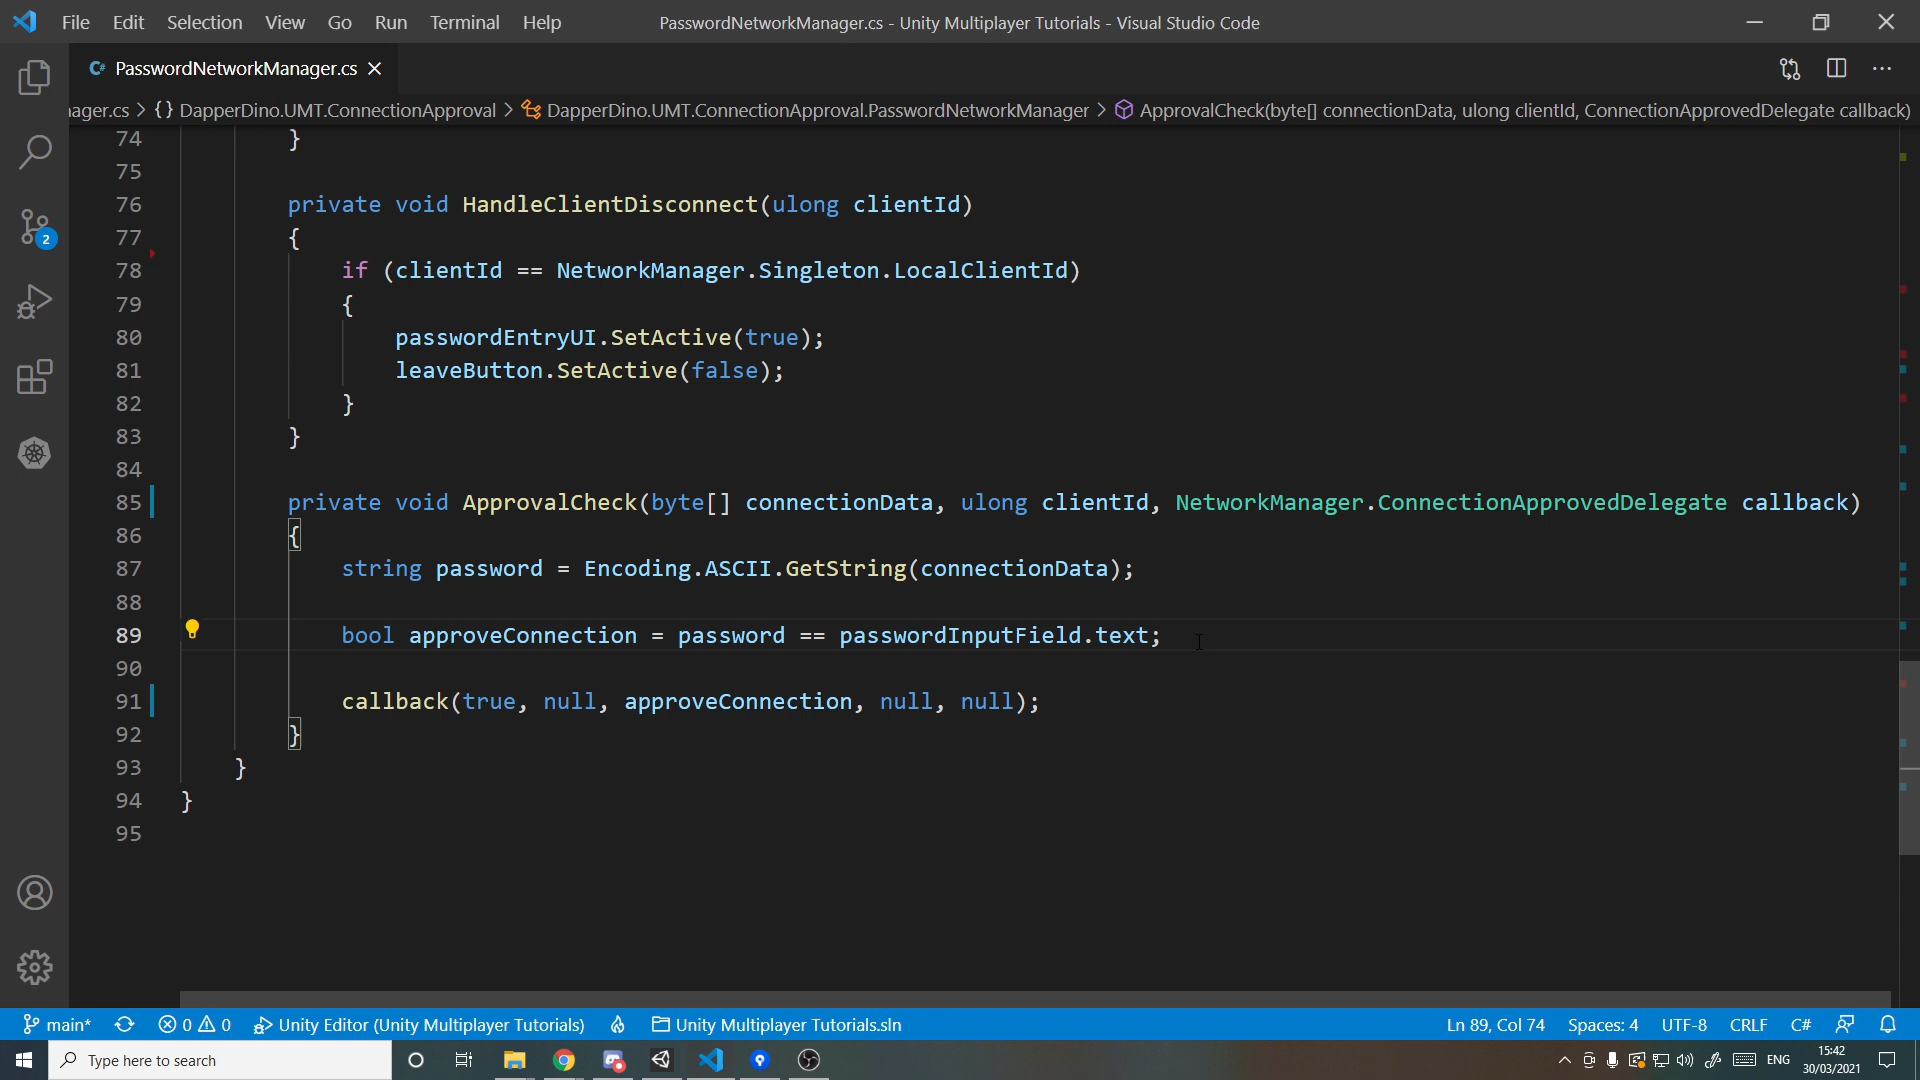 File Edit Selection View Go Run Terminal Help PasswordNetworkManager.cs - Unity Multiplayer Tutorials - Visual Studio Code
C# PasswordNetworkManager.cs
ager.cs > {} DapperDino.UMT.ConnectionApproval > DapperDino.UMT.ConnectionApproval.PasswordNetworkManager > ApprovalCheck(byte[] connectionData, ulong clientId, ConnectionApprovedDelegate callback)
74 }
75
76 private void HandleClientDisconnect(ulong clientId)
77 {
78 if (clientId == NetworkManager.Singleton.LocalClientId)
79 {
80 passwordEntryUI.SetActive(true);
81 leaveButton.SetActive(false);
82 }
83 }
84
85 private void ApprovalCheck(byte[] connectionData, ulong clientId, NetworkManager.ConnectionApprovedDelegate callback)
86 {
87 string password = Encoding.ASCII.GetString(connectionData);
88
89 bool approveConnection = password == passwordInputField.text;
90
91 callback(true, null, approveConnection, null, null);
92 }
93 }
94 }
95
2
main* 0 0 Unity Editor (Unity Multiplayer Tutorials) Unity Multiplayer Tutorials.sln Ln 89, Col 74 Spaces: 4 UTF-8 CRLF C#
Type here to search ENG 15:42
30/03/2021